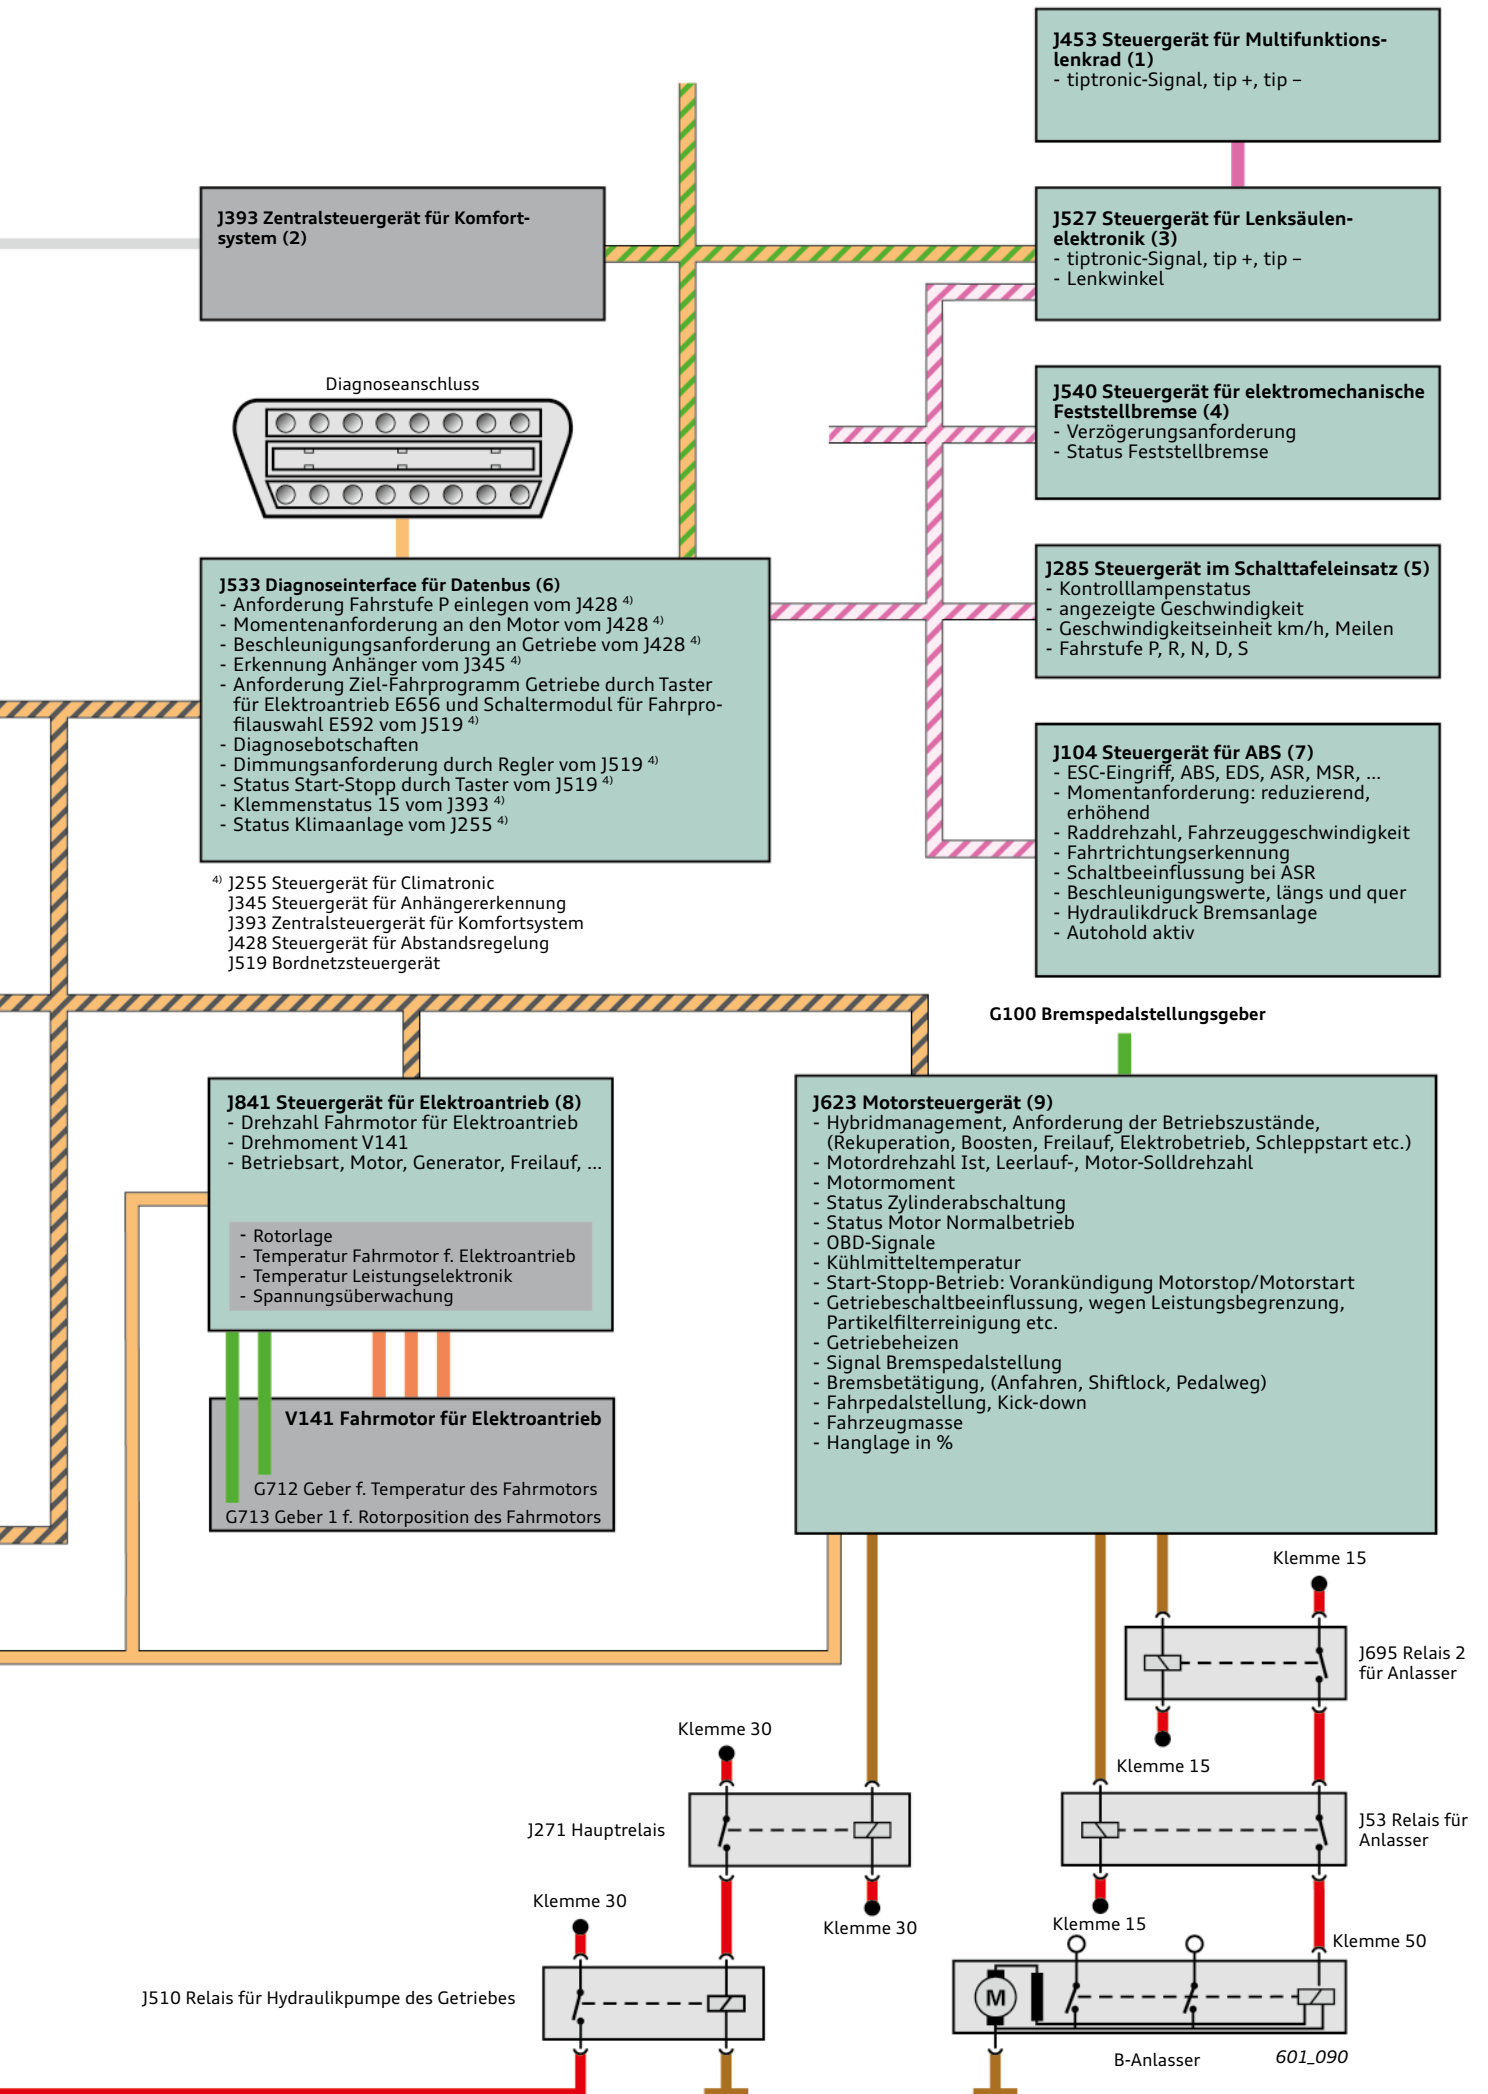 J453 Steuergerät für Multifunktions-
lenkrad (1)
- tiptronic-Signal, tip +, tip –
J393 Zentralsteuergerät für Komfort-
system (2)
J527 Steuergerät für Lenksäulen-
elektronik (3)
- tiptronic-Signal, tip +, tip –
- Lenkwinkel
Diagnoseanschluss
J540 Steuergerät für elektromechanische
Feststellbremse (4)
- Verzögerungsanforderung
- Status Feststellbremse
J285 Steuergerät im Schalttafeleinsatz (5)
- Kontrolllampenstatus
- angezeigte Geschwindigkeit
- Geschwindigkeitseinheit km/h, Meilen
- Fahrstufe P, R, N, D, S
J533 Diagnoseinterface für Datenbus (6)
- Anforderung Fahrstufe P einlegen vom J428 4)
- Momentenanforderung an den Motor vom J428 4)
- Beschleunigungsanforderung an Getriebe vom J428 4)
- Erkennung Anhänger vom J345 4)
- Anforderung Ziel-Fahrprogramm Getriebe durch Taster
für Elektroantrieb E656 und Schaltermodul für Fahrpro-
filauswahl E592 vom J519 4)
- Diagnosebotschaften
- Dimmungsanforderung durch Regler vom J519 4)
- Status Start-Stopp durch Taster vom J519 4)
- Klemmenstatus 15 vom J393 4)
- Status Klimaanlage vom J255 4)
4) J255 Steuergerät für Climatronic
J345 Steuergerät für Anhängererkennung
J393 Zentralsteuergerät für Komfortsystem
J428 Steuergerät für Abstandsregelung
J519 Bordnetzsteuergerät
J104 Steuergerät für ABS (7)
- ESC-Eingriff, ABS, EDS, ASR, MSR, ...
- Momentanforderung: reduzierend,
erhöhend
- Raddrehzahl, Fahrzeuggeschwindigkeit
- Fahrtrichtungserkennung
- Schaltbeeinflussung bei ASR
- Beschleunigungswerte, längs und quer
- Hydraulikdruck Bremsanlage
- Autohold aktiv
G100 Bremspedalstellungsgeber
J841 Steuergerät für Elektroantrieb (8)
- Drehzahl Fahrmotor für Elektroantrieb
- Drehmoment V141
- Betriebsart, Motor, Generator, Freilauf, ...
- Rotorlage
- Temperatur Fahrmotor f. Elektroantrieb
- Temperatur Leistungselektronik
- Spannungsüberwachung
V141 Fahrmotor für Elektroantrieb
G712 Geber f. Temperatur des Fahrmotors
G713 Geber 1 f. Rotorposition des Fahrmotors
J623 Motorsteuergerät (9)
- Hybridmanagement, Anforderung der Betriebszustände,
(Rekuperation, Boosten, Freilauf, Elektrobetrieb, Schleppstart etc.)
- Motordrehzahl Ist, Leerlauf-, Motor-Solldrehzahl
- Motormoment
- Status Zylinderabschaltung
- Status Motor Normalbetrieb
- OBD-Signale
- Kühlmitteltemperatur
- Start-Stopp-Betrieb: Vorankündigung Motorstop/Motorstart
- Getriebeschaltbeeinflussung, wegen Leistungsbegrenzung,
Partikelfilterreinigung etc.
- Getriebeheizen
- Signal Bremspedalstellung
- Bremsbetätigung, (Anfahren, Shiftlock, Pedalweg)
- Fahrpedalstellung, Kick-down
- Fahrzeugmasse
- Hanglage in %
Klemme 15
J695 Relais 2
für Anlasser
Klemme 30
Klemme 15
J271 Hauptrelais
J53 Relais für
Anlasser
Klemme 30
Klemme 30
Klemme 15
Klemme 50
J510 Relais für Hydraulikpumpe des Getriebes
M
B-Anlasser
601_090